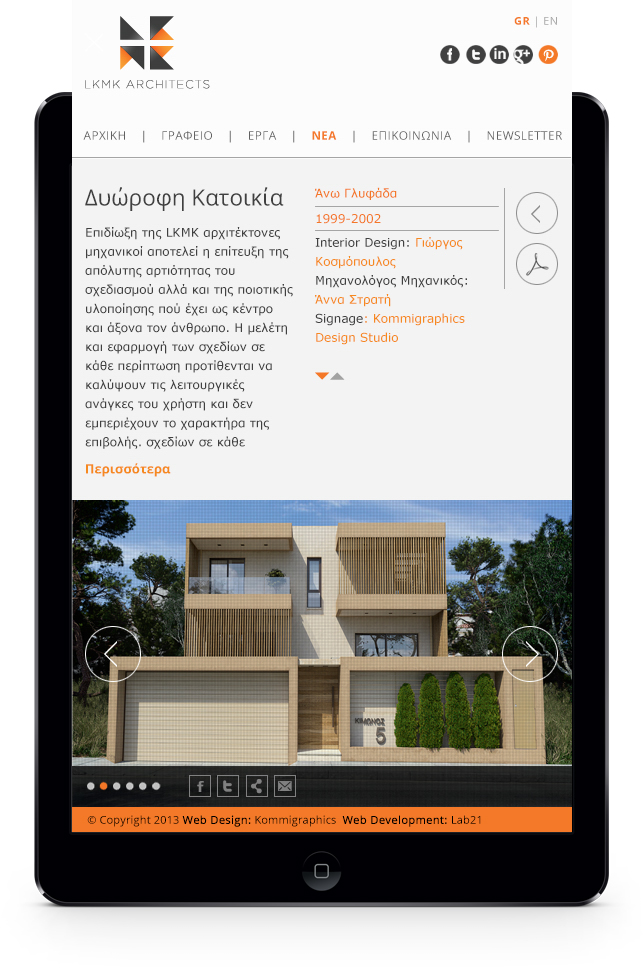 GR | EN
LKMK ARCHITECTS
ΑΡΧΙΚΗ | ΓΡΑΦΕΙΟ | ΕΡΓΑ | ΝΕΑ | ΕΠΙΚΟΙΝΩΝΙΑ | NEWSLETTER
Δυώροφη Κατοικία
Επιδίωξη της LKMK αρχιτέκτονες
μηχανικοί αποτελεί η επίτευξη της
απόλυτης αρτιότητας του
σχεδιασμού αλλά και της ποιοτικής
υλοποίησης πού έχει ως κέντρο
και άξονα τον άνθρωπο. Η μελέτη
και εφαρμογή των σχεδίων σε
κάθε περίπτωση προτίθενται να
καλύψουν τις λειτουργικές
ανάγκες του χρήστη και δεν
εμπεριέχουν το χαρακτήρα της
επιβολής. σχεδίων σε κάθε
Περισσότερα
Άνω Γλυφάδα
1999-2002
Interior Design: Γιώργος
Κοσμόπουλος
Μηχανολόγος Μηχανικός:
Άννα Στρατή
Signage: Kommigraphics
Design Studio
ΚΙΜΩΝΟΣ
5
© Copyright 2013 Web Design: Kommigraphics Web Development: Lab21